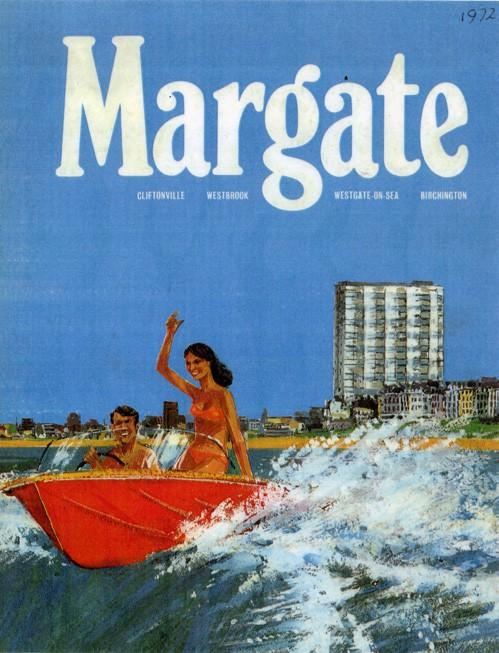 1972
Margate
CLIFTONVILLE WESTBROOK WESTGATE-ON-SEA BIRCHINGTON